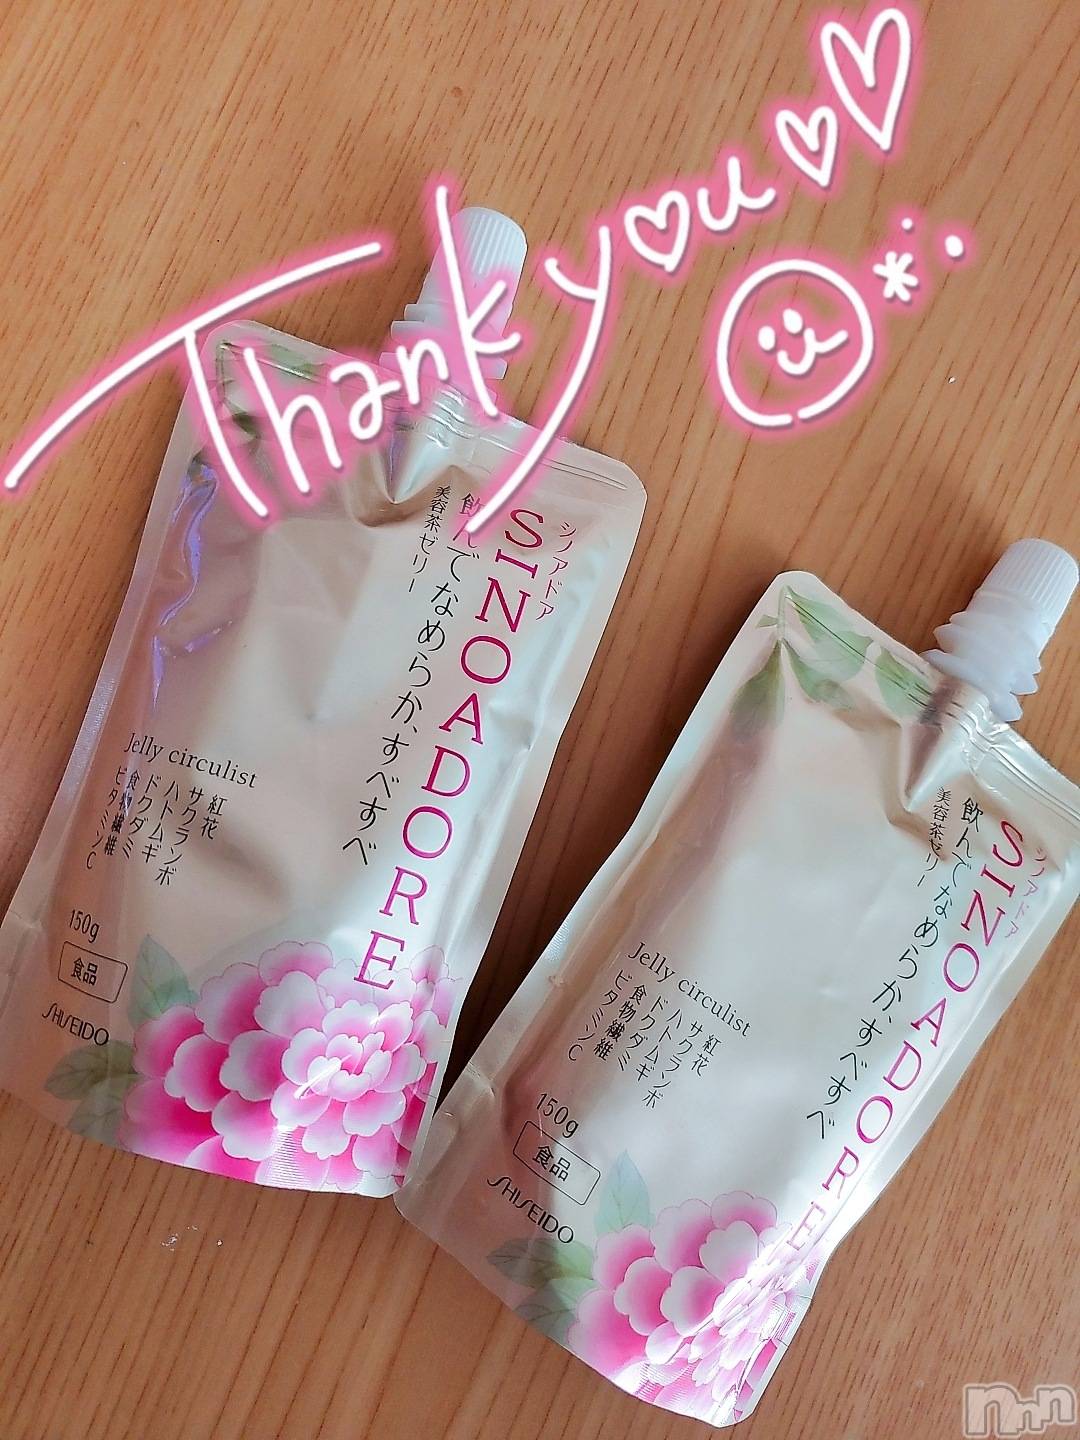 Thank you
シノアドア
SINOADORE
飲んでなめらか、すべすべ
美容茶ゼリー
Jelly circulist
紅花
サクランボ
ハトムギ
ドクダミ
食物繊維
ビタミンC
150g
食品
SHISEIDO
シノアドア
SINOADORE
飲んでなめらか、すべすべ
美容茶ゼリー
Jelly circulist
紅花
サクランボ
ハトムギ
ドクダミ
食物繊維
ビタミンC
150g
食品
SHISEIDO